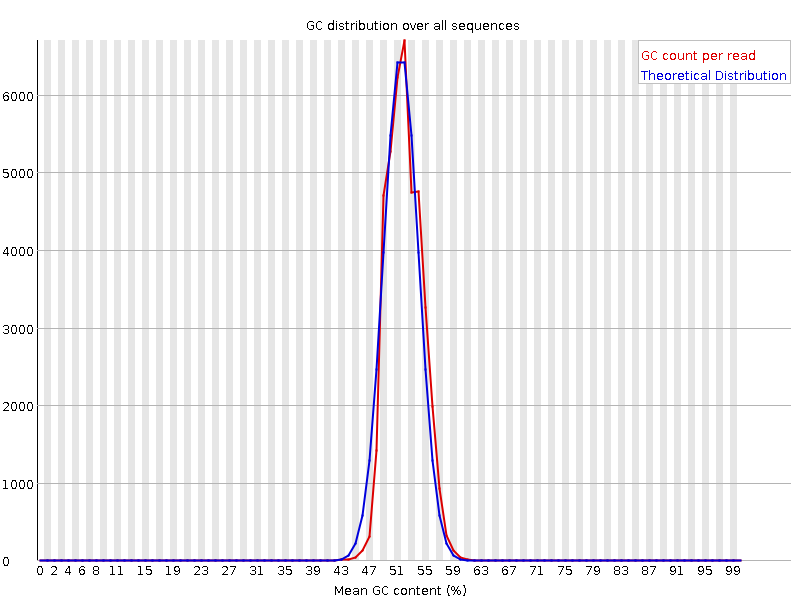 GC distribution over all sequences
GC count per read
Theoretical Distribution
6000
5000
4000
3000
2000
1000
0
0 2 4 6 8 11 15 19 23 27 31 35 39 43 47 51 55 59 63 67 71 75 79 83 87 91 95 99
Mean GC content (%)